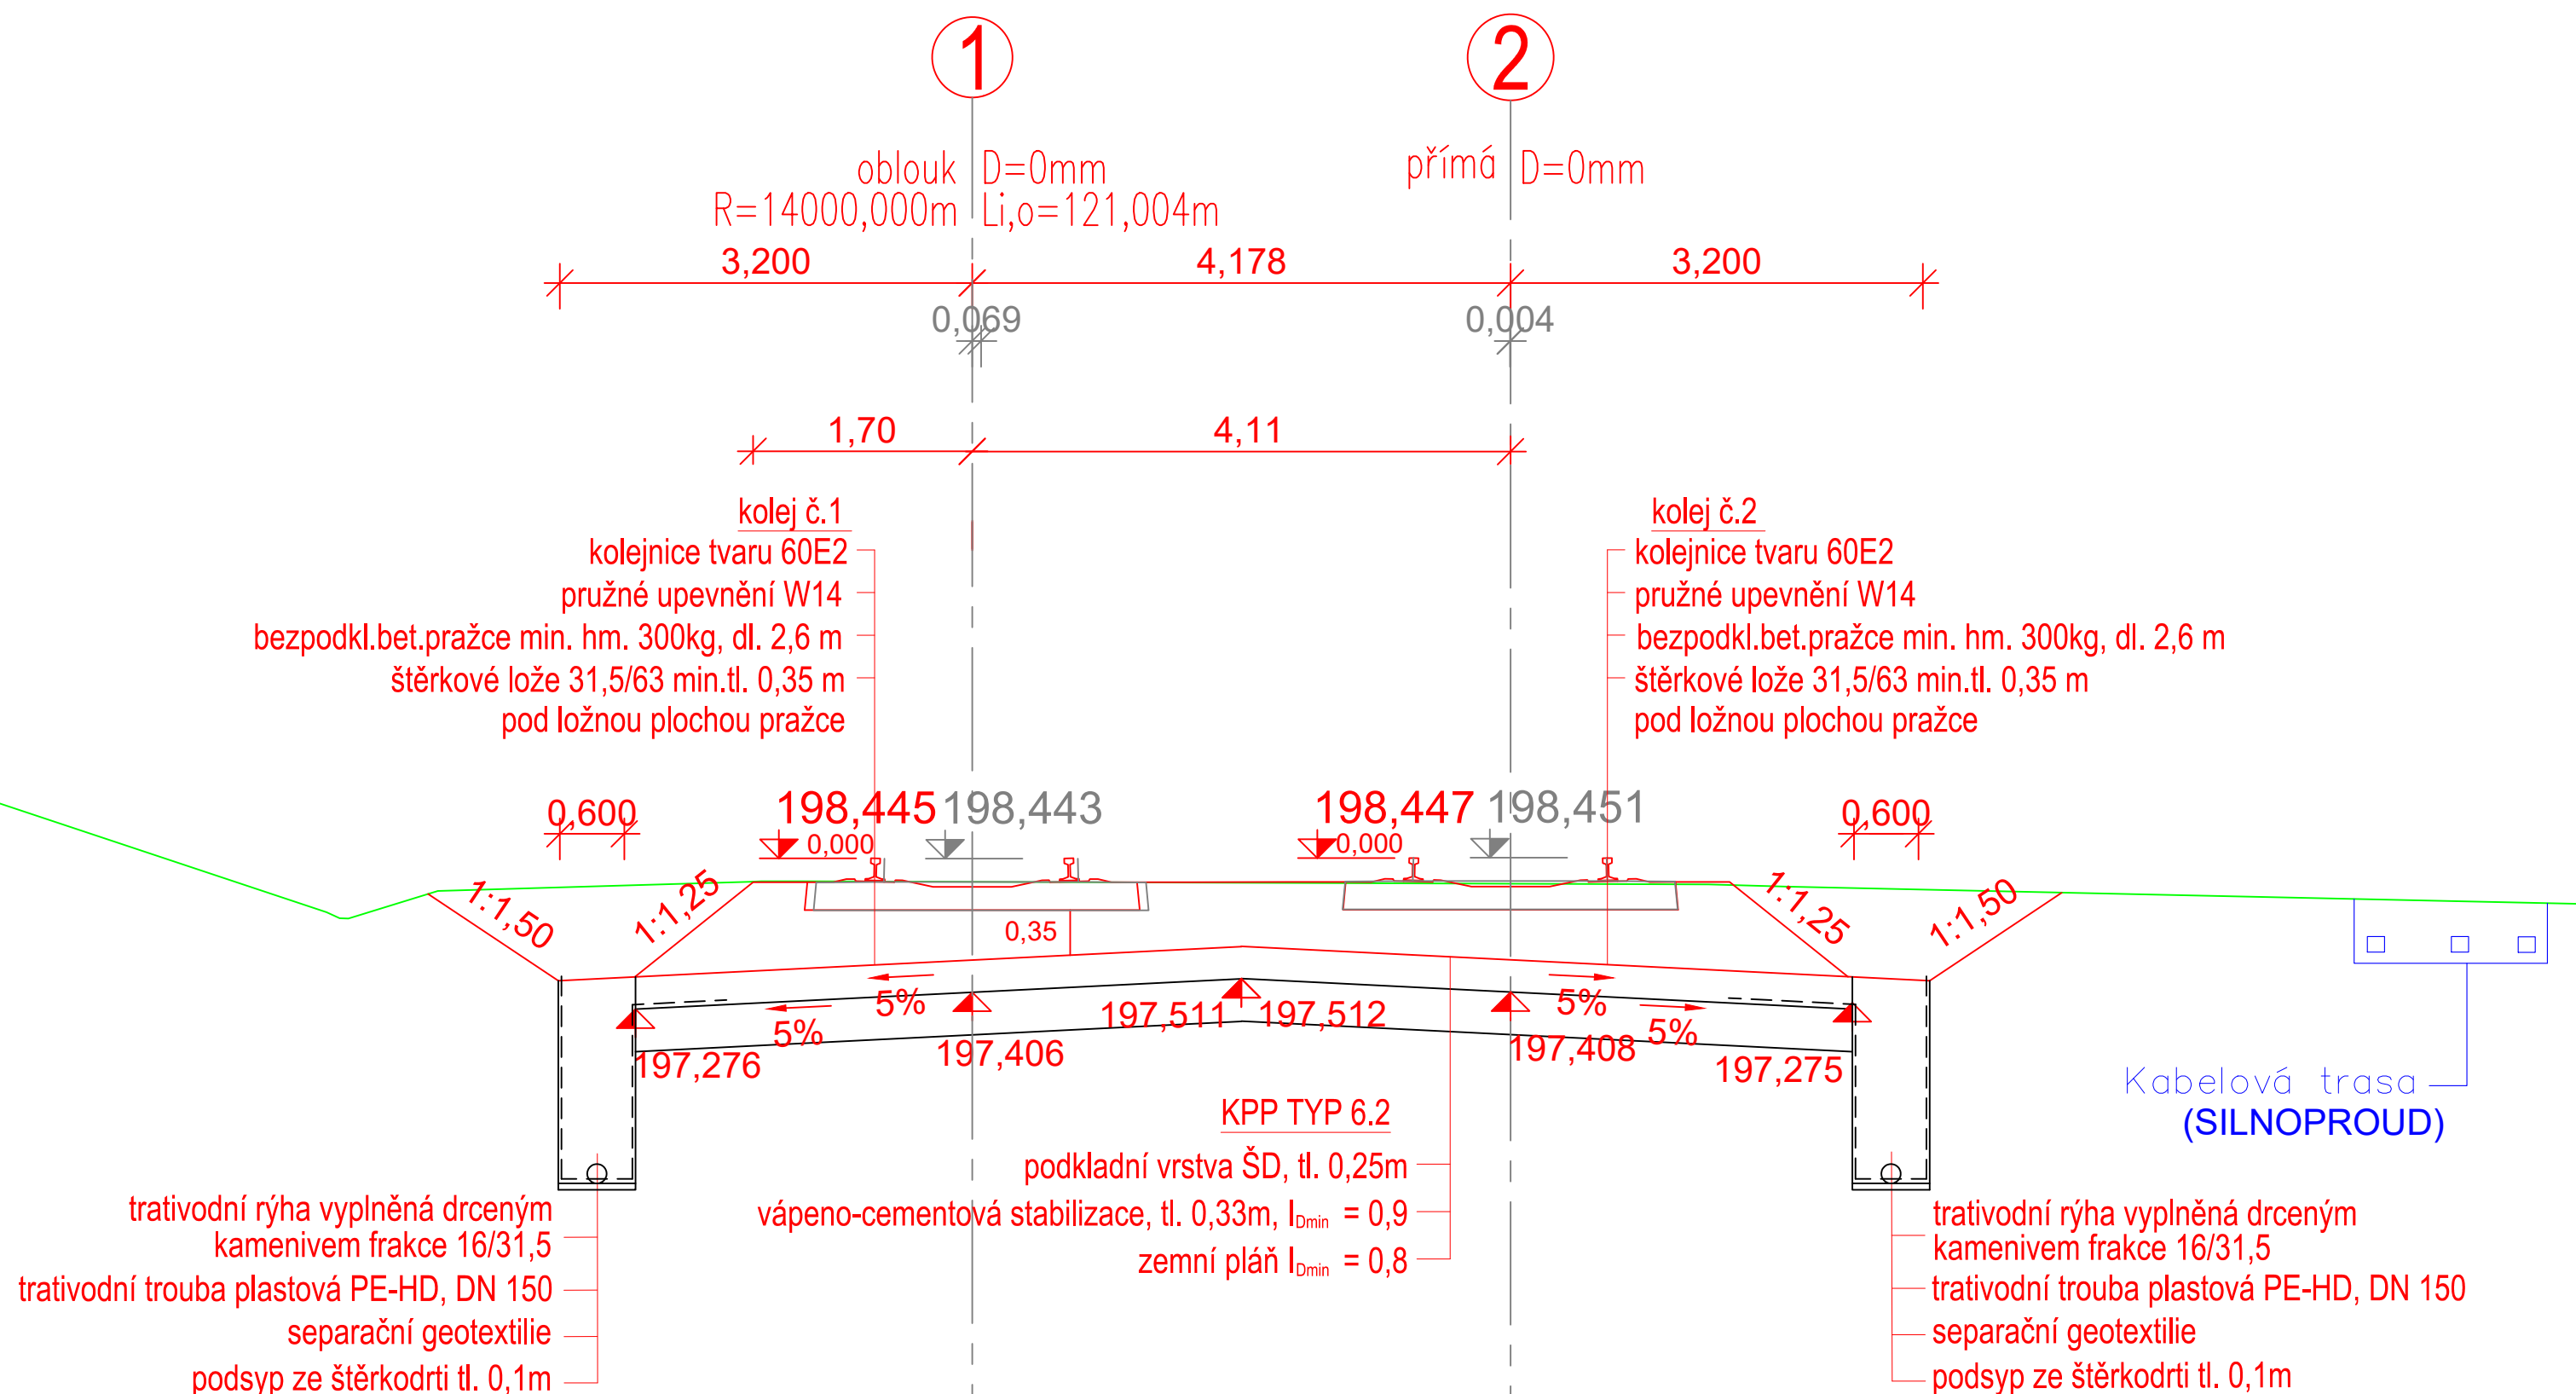 1
2
oblouk D=0mm
R=14000,000m Li,o=121,004m
přímá D=0mm
3,200
4,178
3,200
0,069
0,004
1,70
4,11
kolej č.1
kolejnice tvaru 60E2
pružné upevnění W14
bezpodkl.bet.pražce min. hm. 300kg, dl. 2,6 m
štěrkové lože 31,5/63 min.tl. 0,35 m
pod ložnou plochou pražce
kolej č.2
kolejnice tvaru 60E2
pružné upevnění W14
bezpodkl.bet.pražce min. hm. 300kg, dl. 2,6 m
štěrkové lože 31,5/63 min.tl. 0,35 m
pod ložnou plochou pražce
0,600
198,445 198,443
0,000
198,447 198,451
0,000
0,600
1:1,50
1:1,25
1:1,25
1:1,50
0,35
5%
5%
197,511
197,512
5%
5%
197,276
197,406
197,408
197,275
KPP TYP 6.2
podkladní vrstva ŠD, tl. 0,25m
vápeno-cementová stabilizace, tl. 0,33m, IDmin = 0,9
zemní pláň IDmin = 0,8
Kabelová trasa
(SILNOPROUD)
trativodní rýha vyplněná drceným
kamenivem frakce 16/31,5
trativodní trouba plastová PE-HD, DN 150
separační geotextilie
podsyp ze štěrkodrti tl. 0,1m
trativodní rýha vyplněná drceným
kamenivem frakce 16/31,5
trativodní trouba plastová PE-HD, DN 150
separační geotextilie
podsyp ze štěrkodrti tl. 0,1m